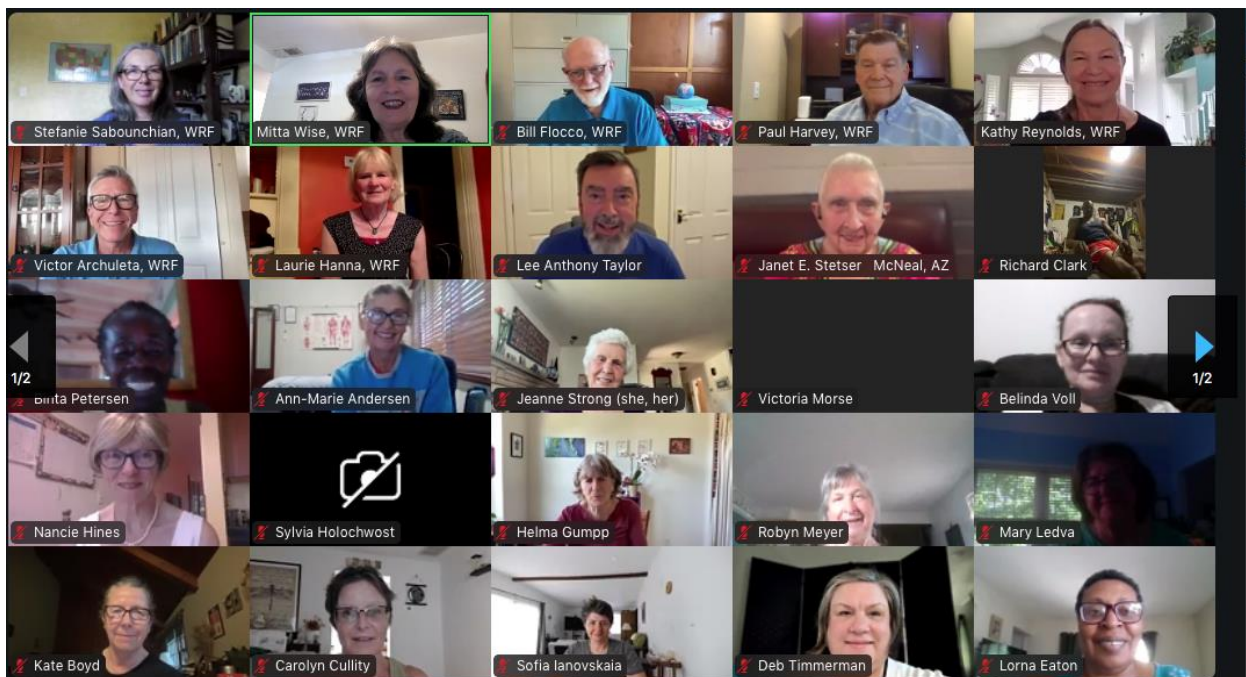 Stefanie Sabounchian, WRF
Mitta Wise, WRF
Bill Flocco, WRF
Paul Harvey, WRF
Kathy Reynolds, WRF
Victor Archuleta, WRF
Laurie Hanna, WRF
Lee Anthony Taylor
Janet E. Stetser McNeal, AZ
Richard Clark
1/2
Binta Petersen
Ann-Marie Andersen
Jeanne Strong (she, her)
Victoria Morse
Belinda Voll
1/2
Nancie Hines
Sylvia Holochwost
Helma Gumpp
Robyn Meyer
Mary Ledva
Kate Boyd
Carolyn Cullity
Sofia Ianovskaia
Deb Timmerman
Lorna Eaton